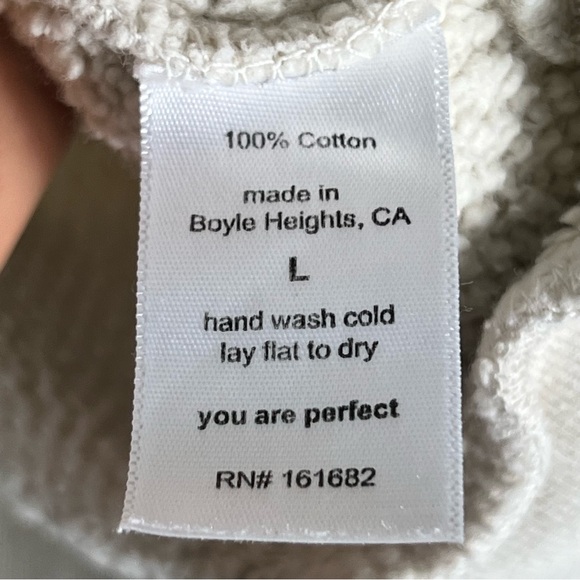 100% Cotton
made in
Boyle Heights, CA
L
hand wash cold
lay flat to dry
you are perfect
RN# 161682